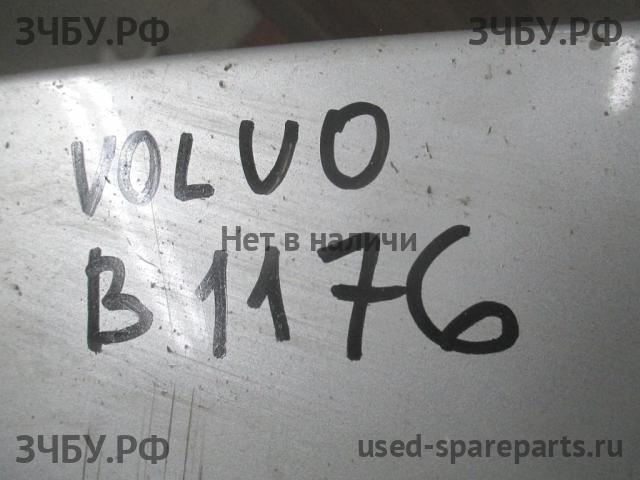 ЗЧБУ.РФ ЗЧБУ.РФ
VOLVO
Нет в наличи
B1176
ЗЧБУ.РФ used-spareparts.ru